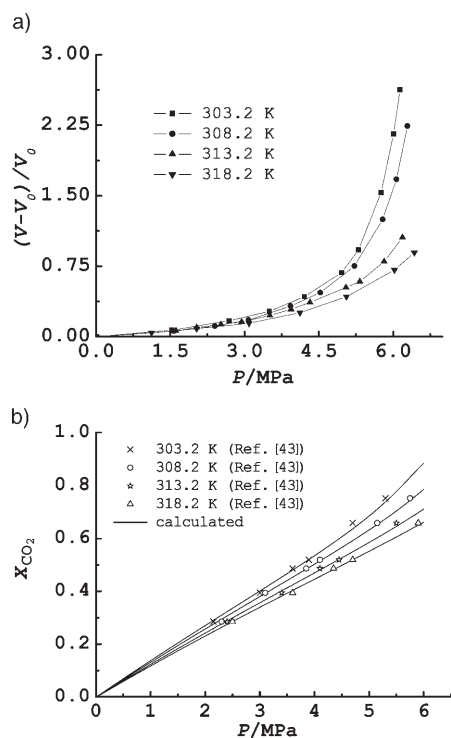 a)
3.00
2.25
1.50
0.75
0.00
(V-V₀)/V₀
303.2 K
308.2 K
313.2 K
318.2 K
0.0 1.5 3.0 4.5 6.0
P/MPa
b)
1.0
0.8
0.6
0.4
0.2
0.0
X_CO₂
303.2 K (Ref. [43])
308.2 K (Ref. [43])
313.2 K (Ref. [43])
318.2 K (Ref. [43])
calculated
0 1 2 3 4 5 6
P/MPa